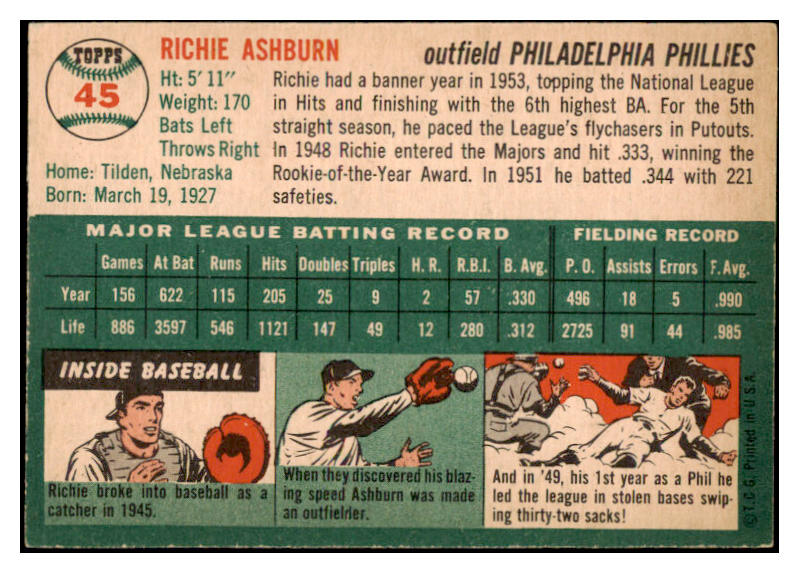 TOPPS
45
RICHIE ASHBURN
outfield PHILADELPHIA PHILLIES
Ht: 5' 11"
Weight: 170
Bats Left
Throws Right
Home: Tilden, Nebraska
Born: March 19, 1927
Richie had a banner year in 1953, topping the National League
in Hits and finishing with the 6th highest BA. For the 5th
straight season, he paced the League's flychasers in Putouts.
In 1948 Richie entered the Majors and hit .333, winning the
Rookie-of-the-Year Award. In 1951 he batted .344 with 221
safeties.
MAJOR LEAGUE BATTING RECORD FIELDING RECORD
Games At Bat Runs Hits Doubles Triples H. R. R.B.I. B. Avg. P. O. Assists Errors F. Avg.
Year 156 622 115 205 25 9 2 57 .330 496 18 5 .990
Life 886 3597 546 1121 147 49 12 280 .312 2725 91 44 .985
INSIDE BASEBALL
Richie broke into baseball as a
catcher in 1945.
When they discovered his blaz-
ing speed Ashburn was made
an outfielder.
And in '49, his 1st year as a Phil he
led the league in stolen bases swip-
ing thirty-two sacks!
© T.C.G. Printed in U.S.A.